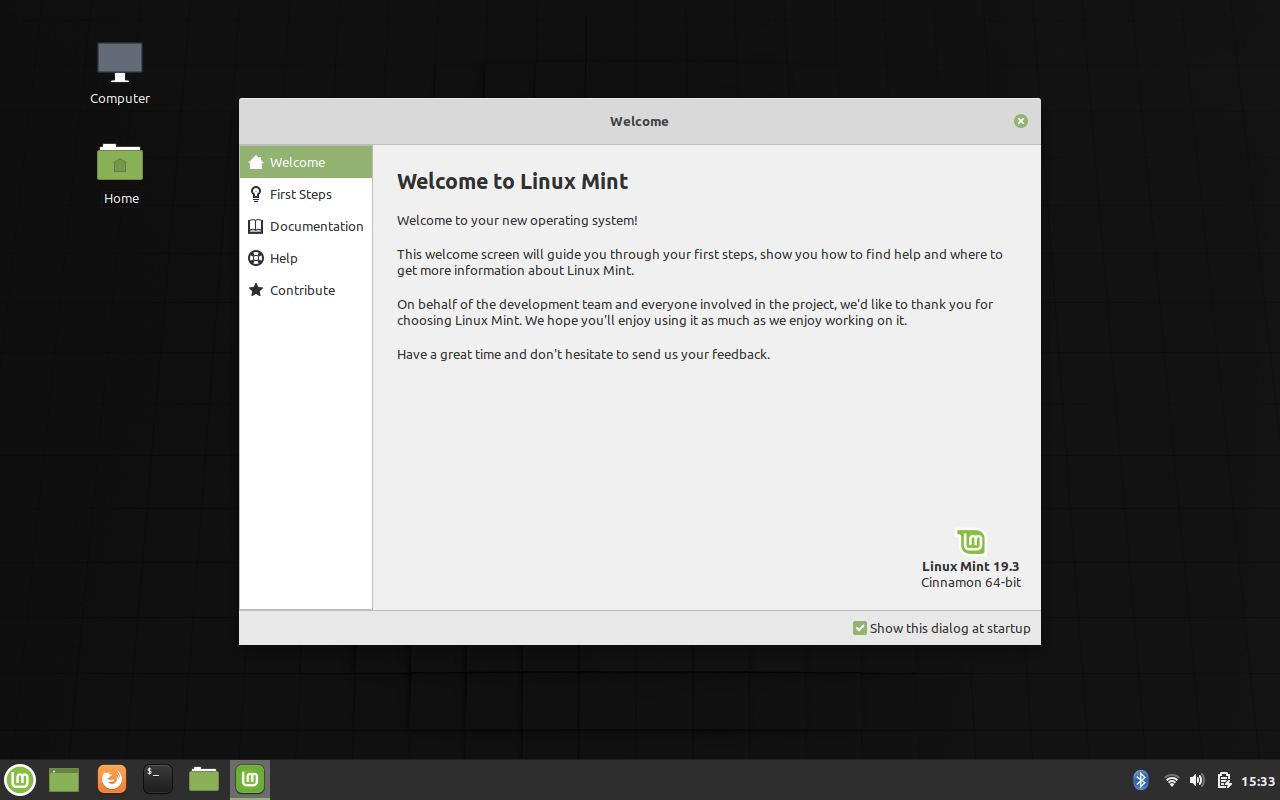 Computer
Home
Welcome
Welcome
First Steps
Documentation
Help
Contribute
Welcome to Linux Mint
Welcome to your new operating system!
This welcome screen will guide you through your first steps, show you how to find help and where to
get more information about Linux Mint.
On behalf of the development team and everyone involved in the project, we'd like to thank you for
choosing Linux Mint. We hope you'll enjoy using it as much as we enjoy working on it.
Have a great time and don't hesitate to send us your feedback.
Linux Mint 19.3
Cinnamon 64-bit
Show this dialog at startup
$_
15:33